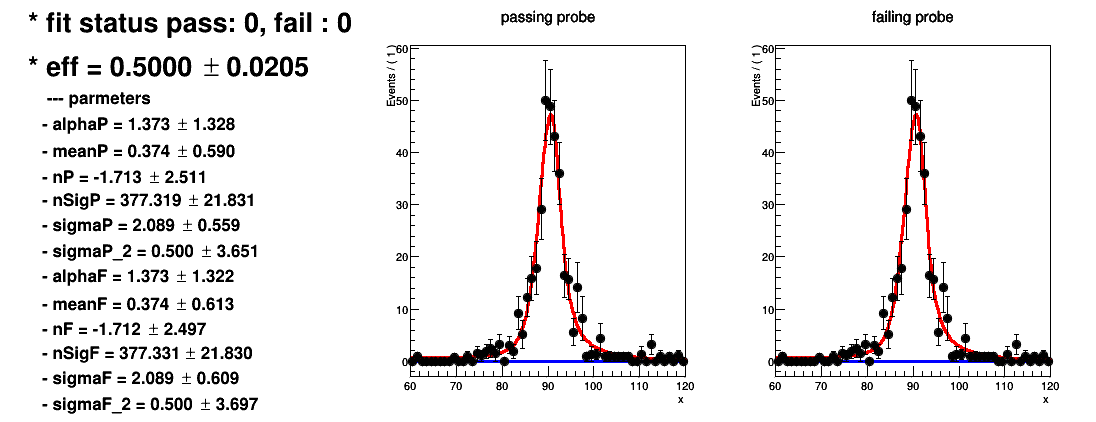 * fit status pass: 0, fail : 0
* eff = 0.5000 ± 0.0205
--- parmeters
- alphaP = 1.373 ± 1.328
- meanP = 0.374 ± 0.590
- nP = -1.713 ± 2.511
- nSigP = 377.319 ± 21.831
- sigmaP = 2.089 ± 0.559
- sigmaP_2 = 0.500 ± 3.651
- alphaF = 1.373 ± 1.322
- meanF = 0.374 ± 0.613
- nF = -1.712 ± 2.497
- nSigF = 377.331 ± 21.830
- sigmaF = 2.089 ± 0.609
- sigmaF_2 = 0.500 ± 3.697
passing probe
Events / ( 1 )
60
50
40
30
20
10
0
60 70 80 90 100 110 120
x
failing probe
Events / ( 1 )
60
50
40
30
20
10
0
60 70 80 90 100 110 120
x